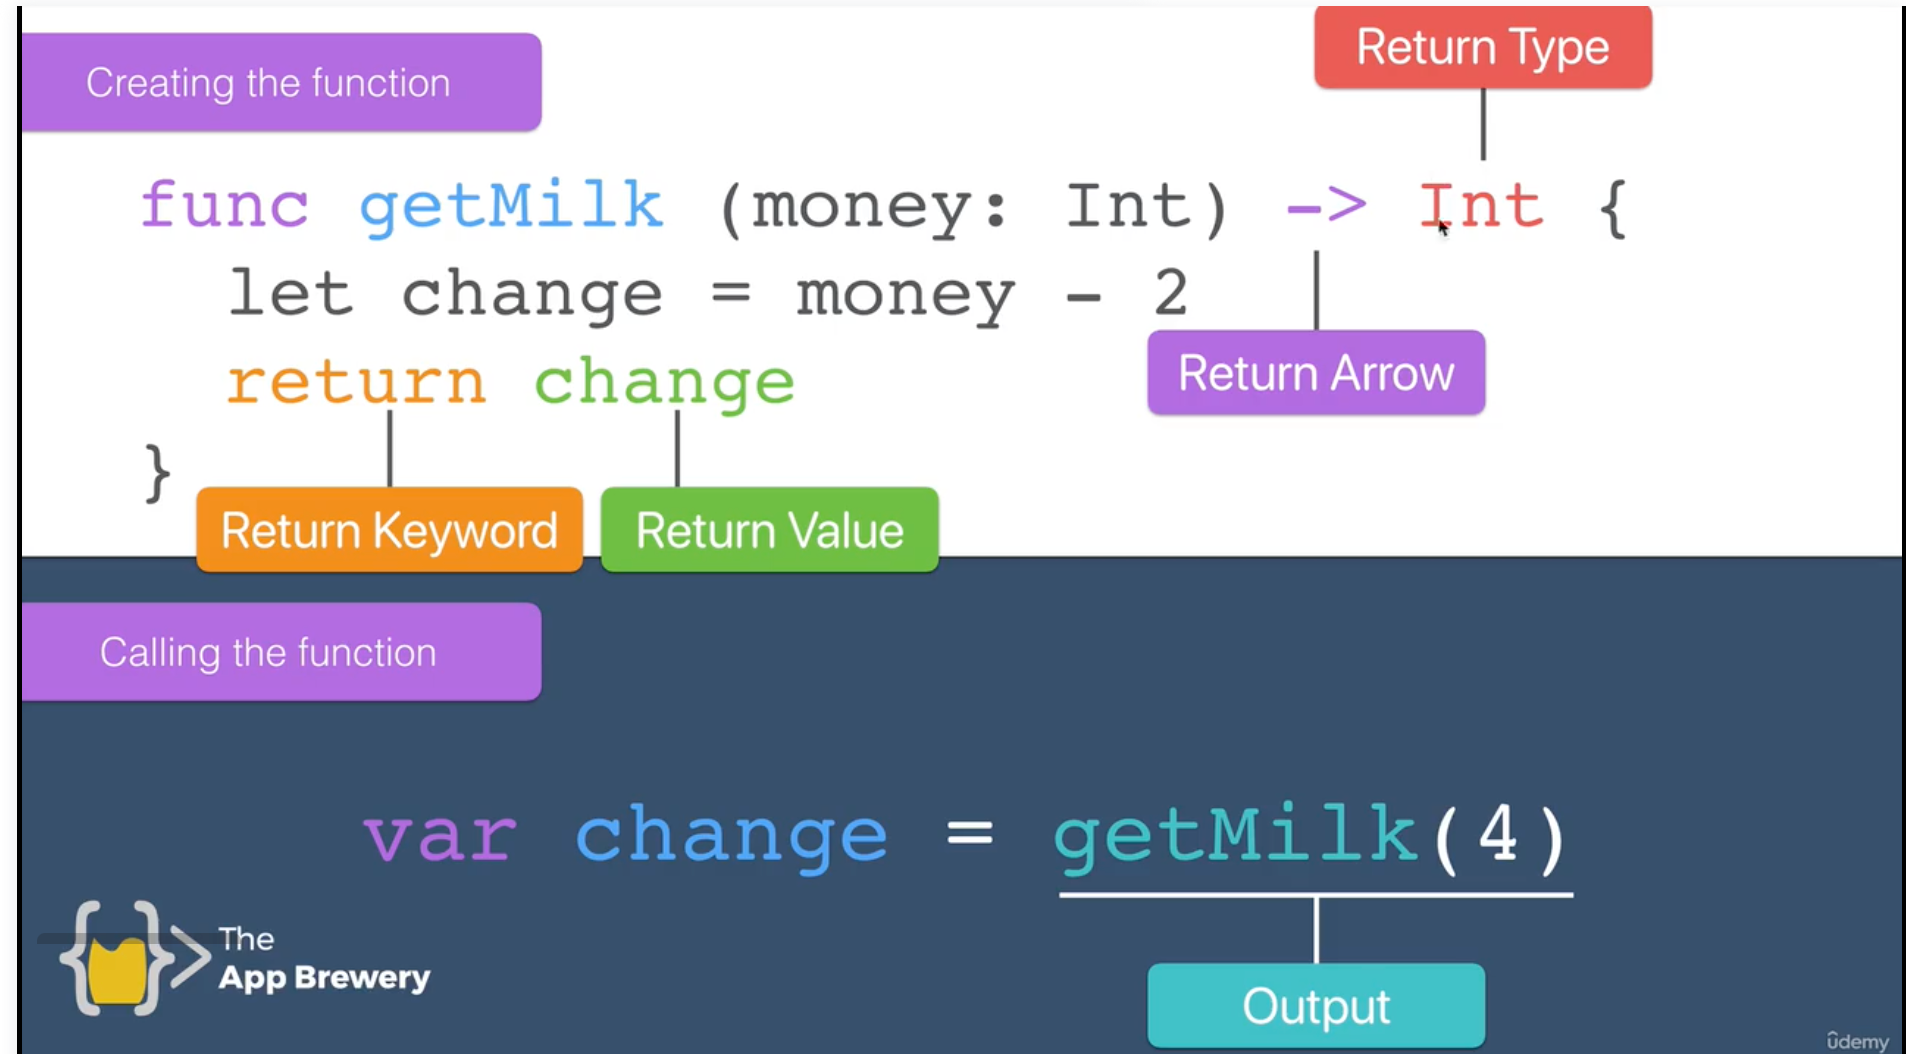 Return Type
Creating the function
func getMilk (money: Int) -> Int {
let change = money - 2
Return Arrow
return change
}
Return Keyword
Return Value
Calling the function
var change = getMilk(4)
The
App Brewery
Output
ûdemy